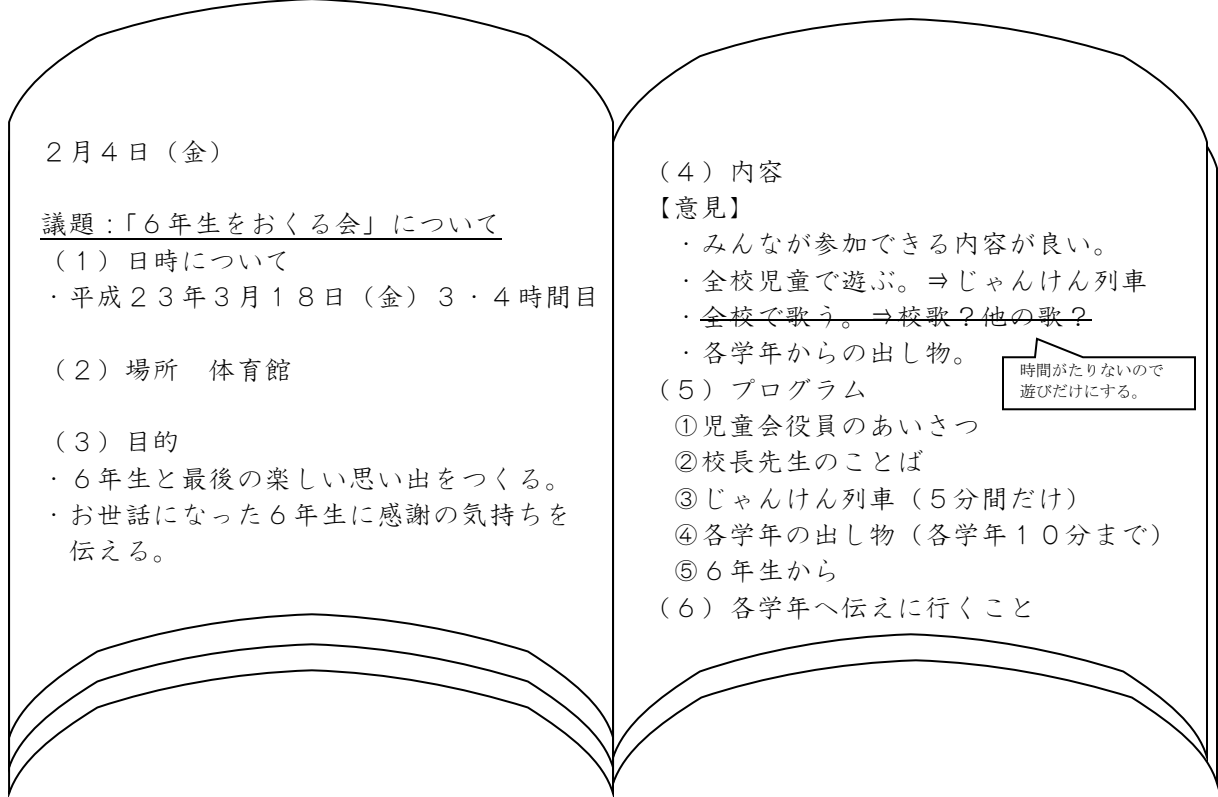 2月4日（金）
議題：「6年生をおくる会」について
（1）日時について
・平成23年3月18日（金）3・4時間目
（2）場所　体育館
（3）目的
・6年生と最後の楽しい思い出をつくる。
・お世話になった6年生に感謝の気持ちを
伝える。
（4）内容
【意見】
・みんなが参加できる内容が良い。
・全校児童で遊ぶ。⇒じゃんけん列車
・全校で歌う。⇒校歌？他の歌？
・各学年からの出し物。
時間がたりないので
遊びだけにする。
（5）プログラム
①児童会役員のあいさつ
②校長先生のことば
③じゃんけん列車（5分間だけ）
④各学年の出し物（各学年10分まで）
⑤6年生から
（6）各学年へ伝えに行くこと